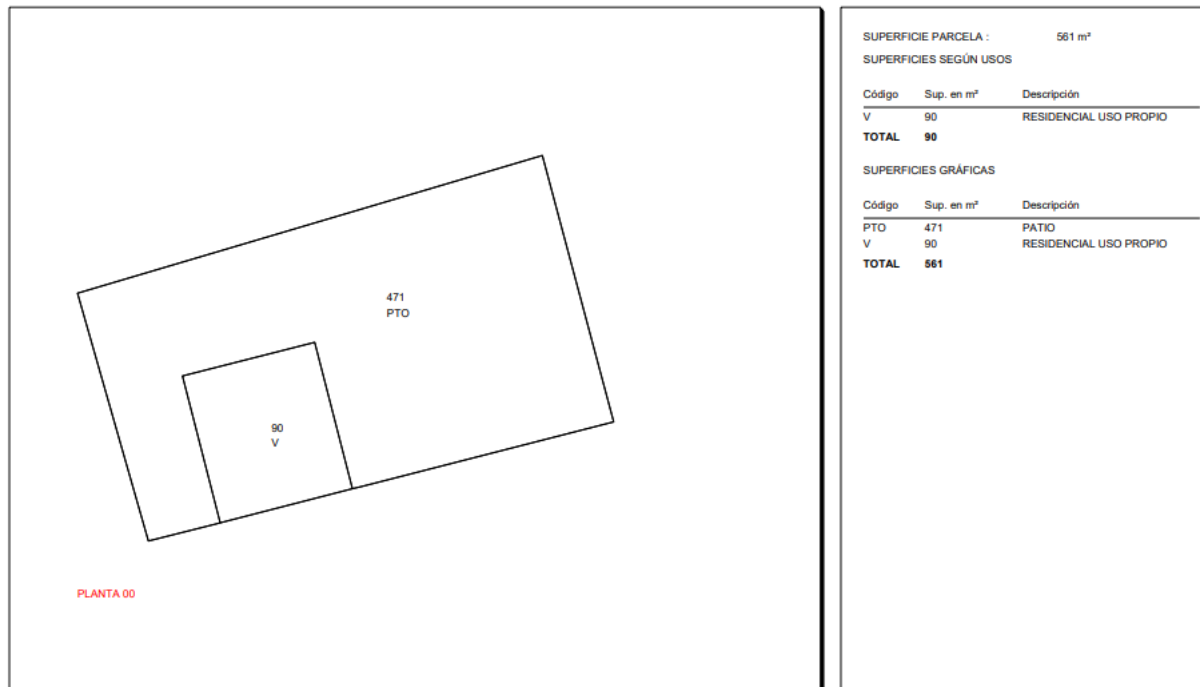 471
PTO
90
V
PLANTA 00
SUPERFICIE PARCELA : 561 m²
SUPERFICIES SEGÚN USOS
Código Sup. en m² Descripción
V 90 RESIDENCIAL USO PROPIO
TOTAL 90
SUPERFICIES GRÁFICAS
Código Sup. en m² Descripción
PTO 471 PATIO
V 90 RESIDENCIAL USO PROPIO
TOTAL 561